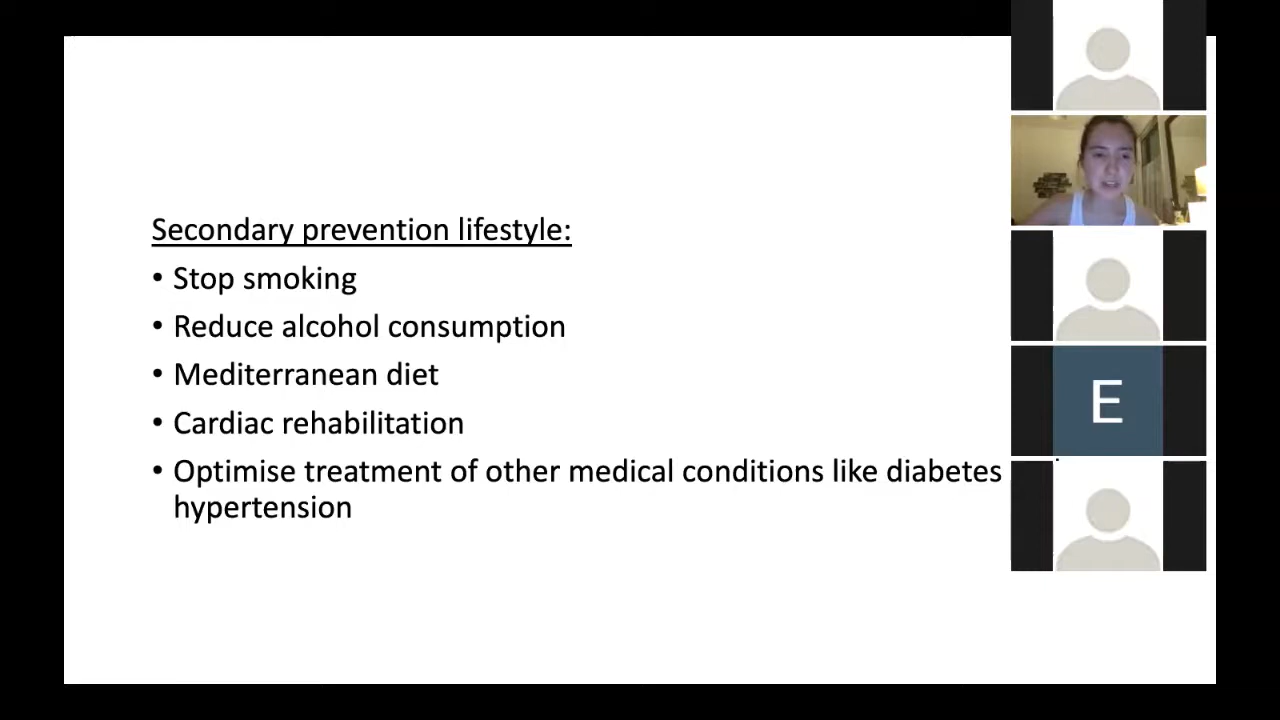 Secondary prevention lifestyle:
• Stop smoking
• Reduce alcohol consumption
• Mediterranean diet
• Cardiac rehabilitation
• Optimise treatment of other medical conditions like diabetes
hypertension
E